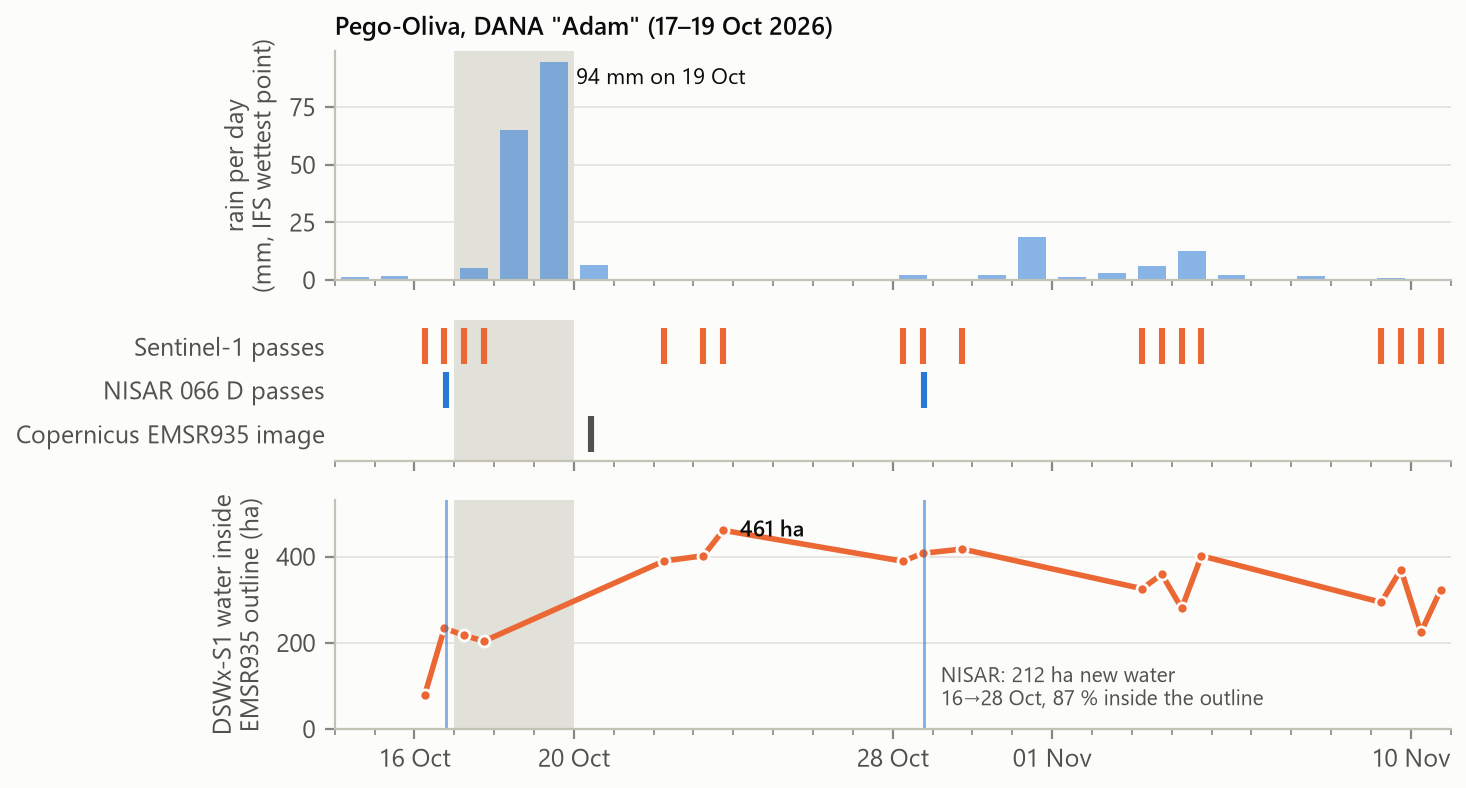 Pego-Oliva, DANA "Adam" (17–19 Oct 2026)
rain per day
(mm, IFS wettest point)
94 mm on 19 Oct
75
50
25
0
Sentinel-1 passes
NISAR 066 D passes
Copernicus EMSR935 image
DSWx-S1 water inside
EMSR935 outline (ha)
461 ha
400
200
0
NISAR: 212 ha new water
16→28 Oct, 87 % inside the outline
16 Oct
20 Oct
28 Oct
01 Nov
10 Nov